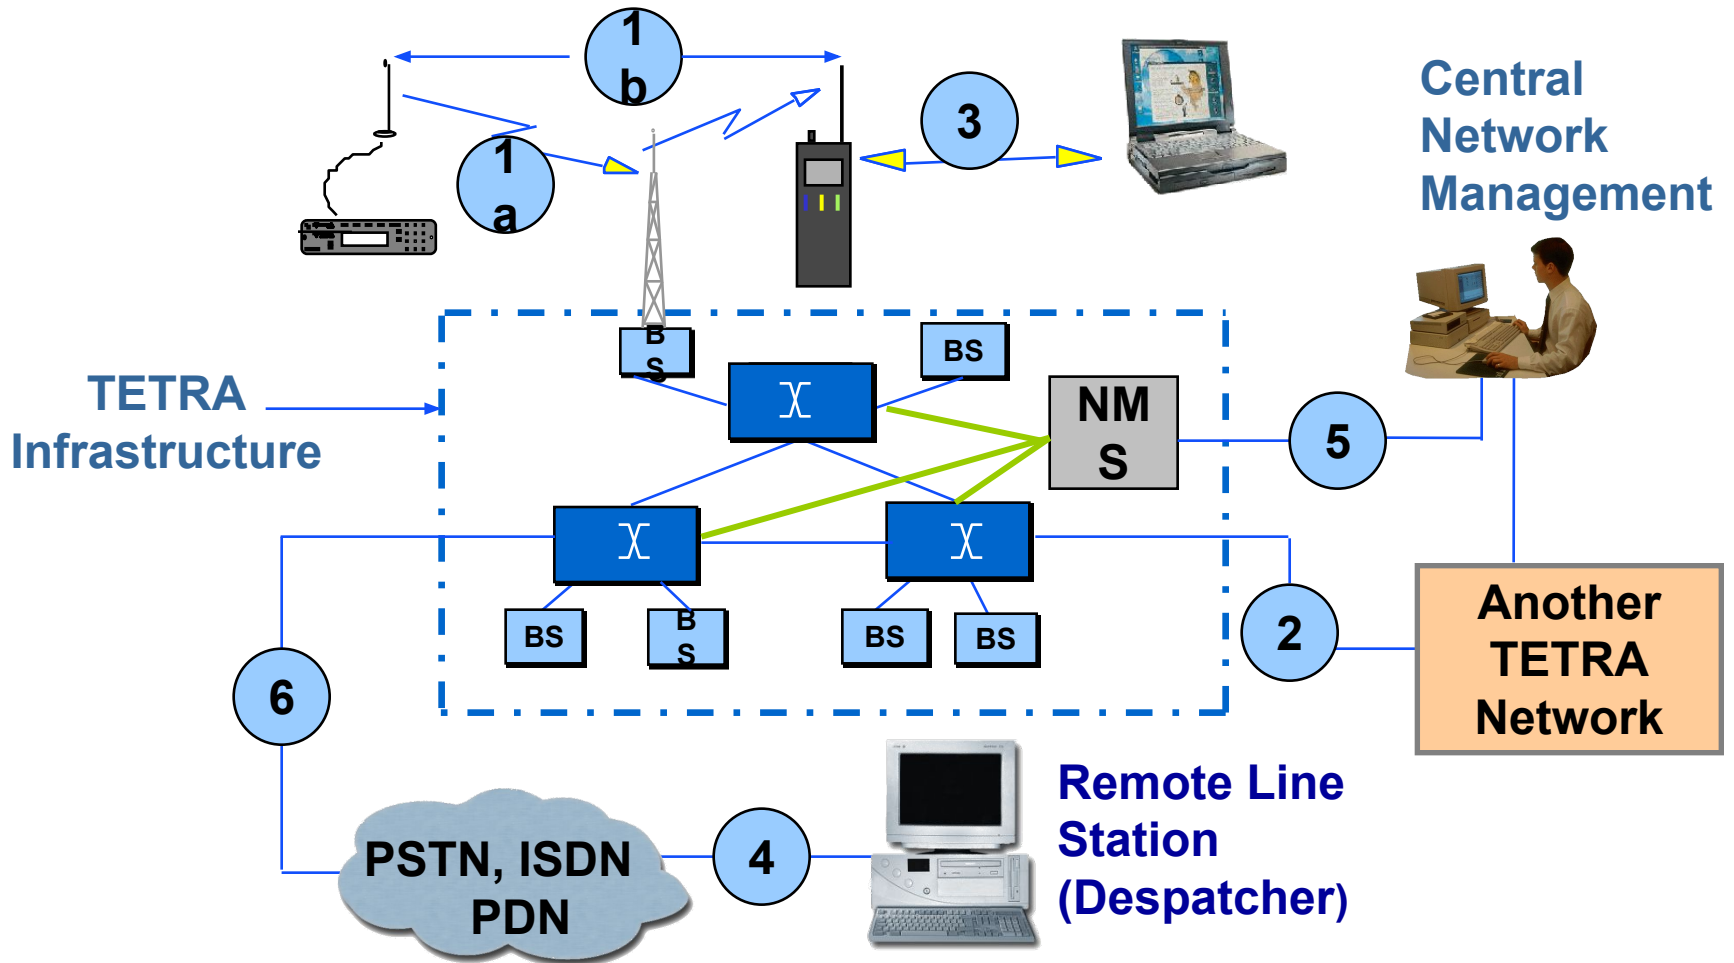 1
b
3
1
a
Central
Network
Management
B
S
BS
NM
S
TETRA
Infrastructure
5
BS
B
S
BS
BS
2
Another
TETRA
Network
6
PSTN, ISDN
PDN
4
Remote Line
Station
(Despatcher)